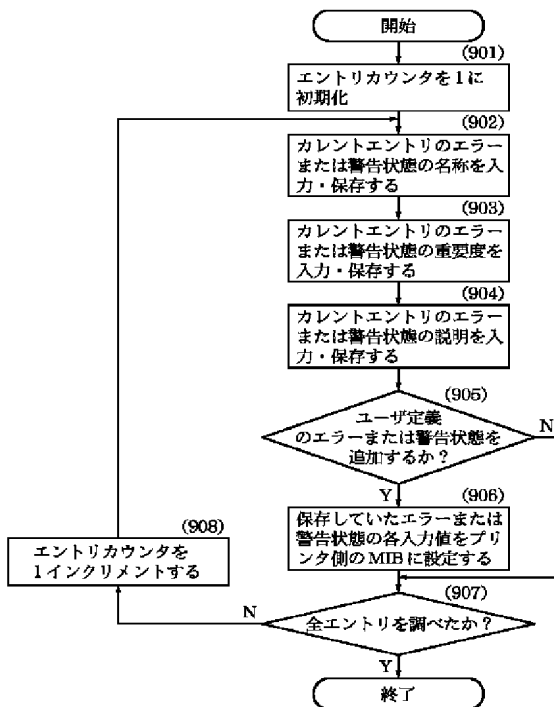 開始
(901)
エントリカウンタを1に
初期化
(902)
カレントエントリのエラー
または警告状態の名称を入
力・保存する
(903)
カレントエントリのエラー
または警告状態の重要度を
入力・保存する
(904)
カレントエントリのエラー
または警告状態の説明を入
力・保存する
(905)
ユーザ定義
のエラーまたは警告状態を
追加するか？
N
Y
(906)
保存していたエラーまたは
警告状態の各入力値をプリ
ンタ側のMIBに設定する
(908)
エントリカウンタを
1インクリメントする
(907)
全エントリを調べたか？
N
Y
終了